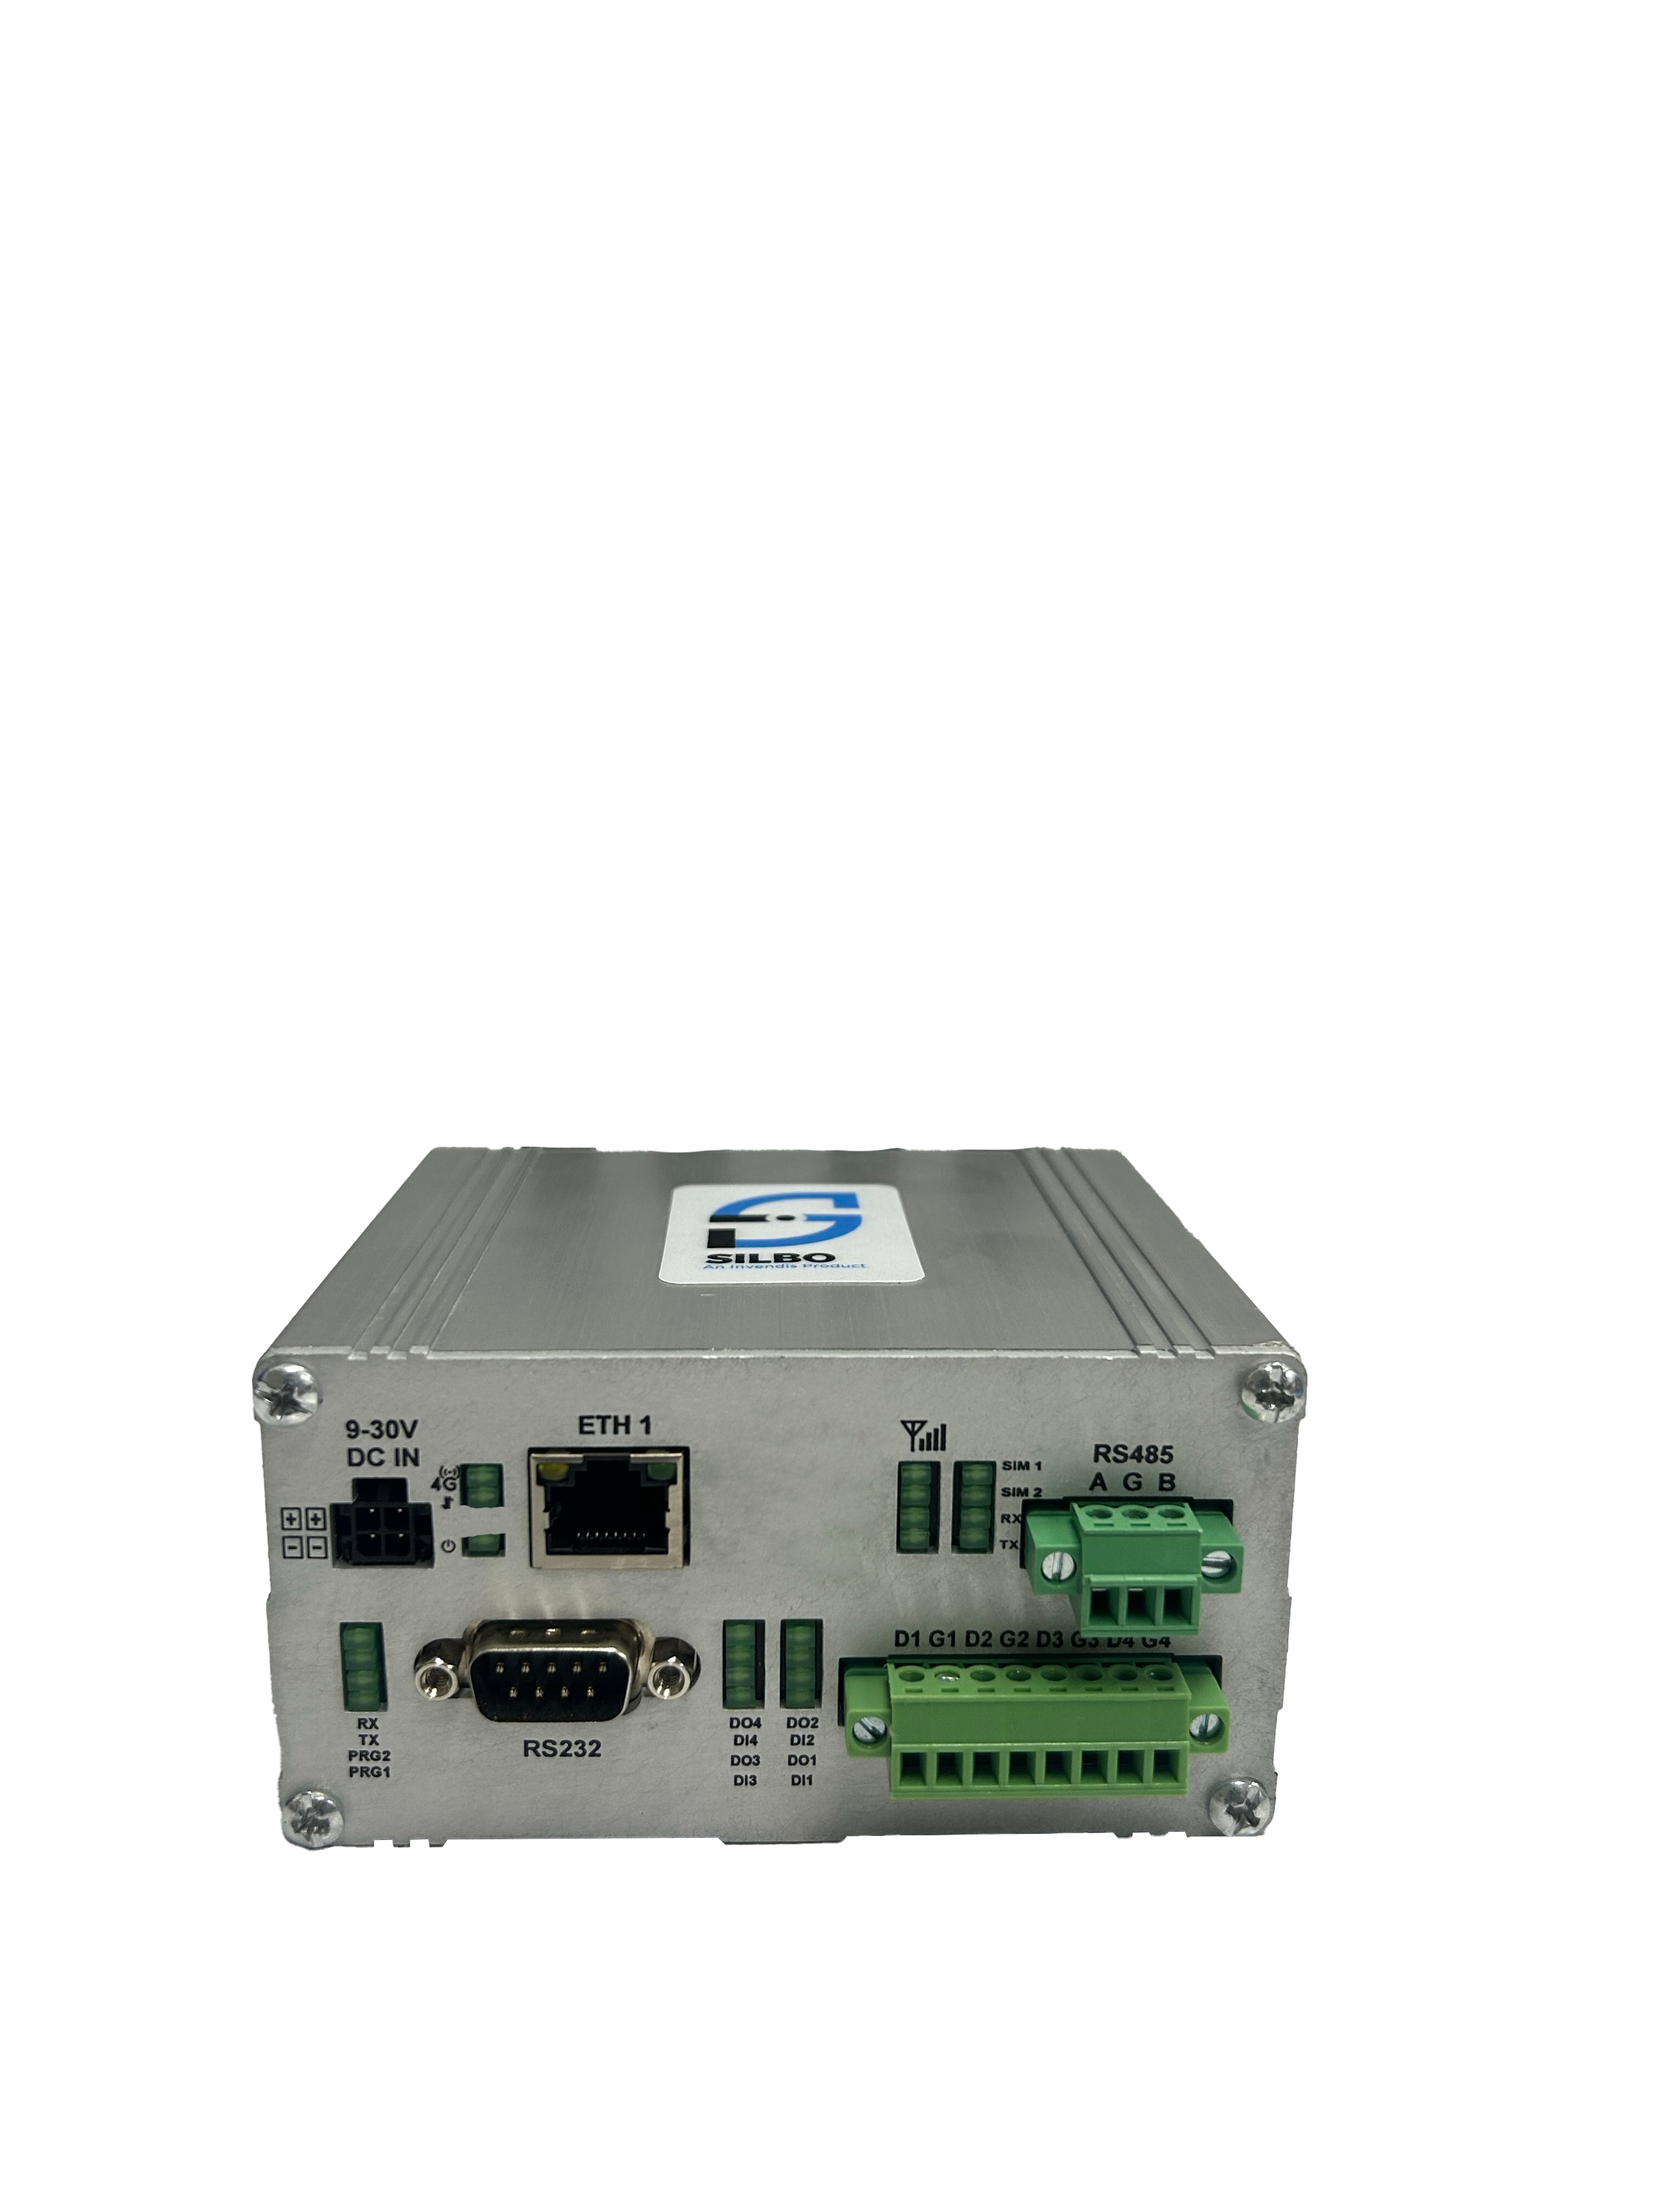 SILBO
An Invendis Product
9-30V
DC IN
4G
ETH 1
SIM 1
SIM 2
RX
TX
RS485
A G B
D1 G1 D2 G2 D3 G3 D4 G4
RX
TX
PRG2
PRG1
RS232
DO4
DI4
DO3
DI3
DO2
DI2
DO1
DI1